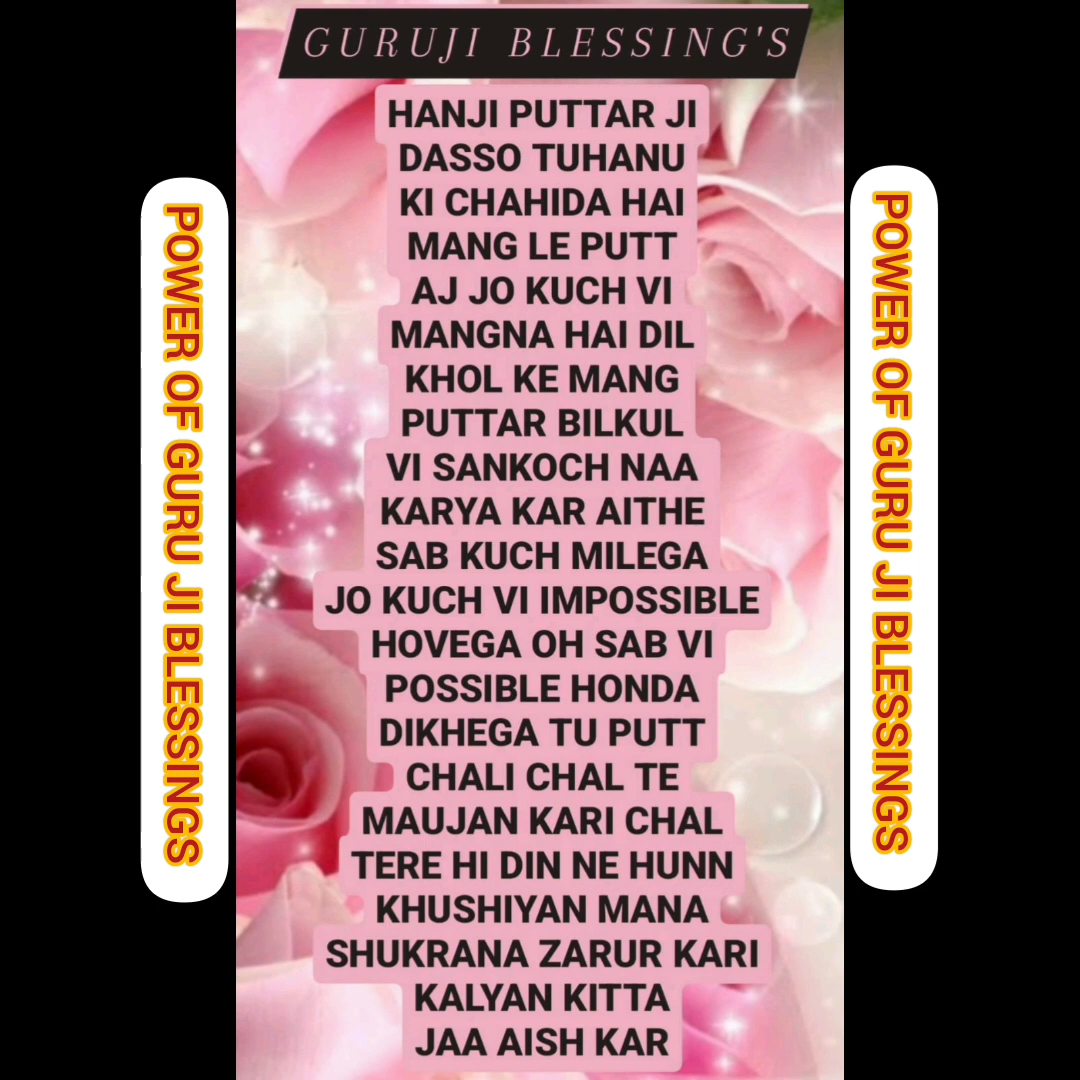 GURUJI BLESSING'S
HANJI PUTTAR JI
DASSO TUHANU
KI CHAHIDA HAI
MANG LE PUTT
AJ JO KUCH VI
MANGNA HAI DIL
KHOL KE MANG
PUTTAR BILKUL
VI SANKOCH NAA
KARYA KAR AITHE
SAB KUCH MILEGA
JO KUCH VI IMPOSSIBLE
HOVEGA OH SAB VI
POSSIBLE HONDA
DIKHEGA TU PUTT
CHALI CHAL TE
MAUJAN KARI CHAL
TERE HI DIN NE HUNN
KHUSHIYAN MANA
SHUKRANA ZARUR KARI
KALYAN KITTA
JAA AISH KAR
POWER OF GURU JI BLESSINGS
POWER OF GURU JI BLESSINGS